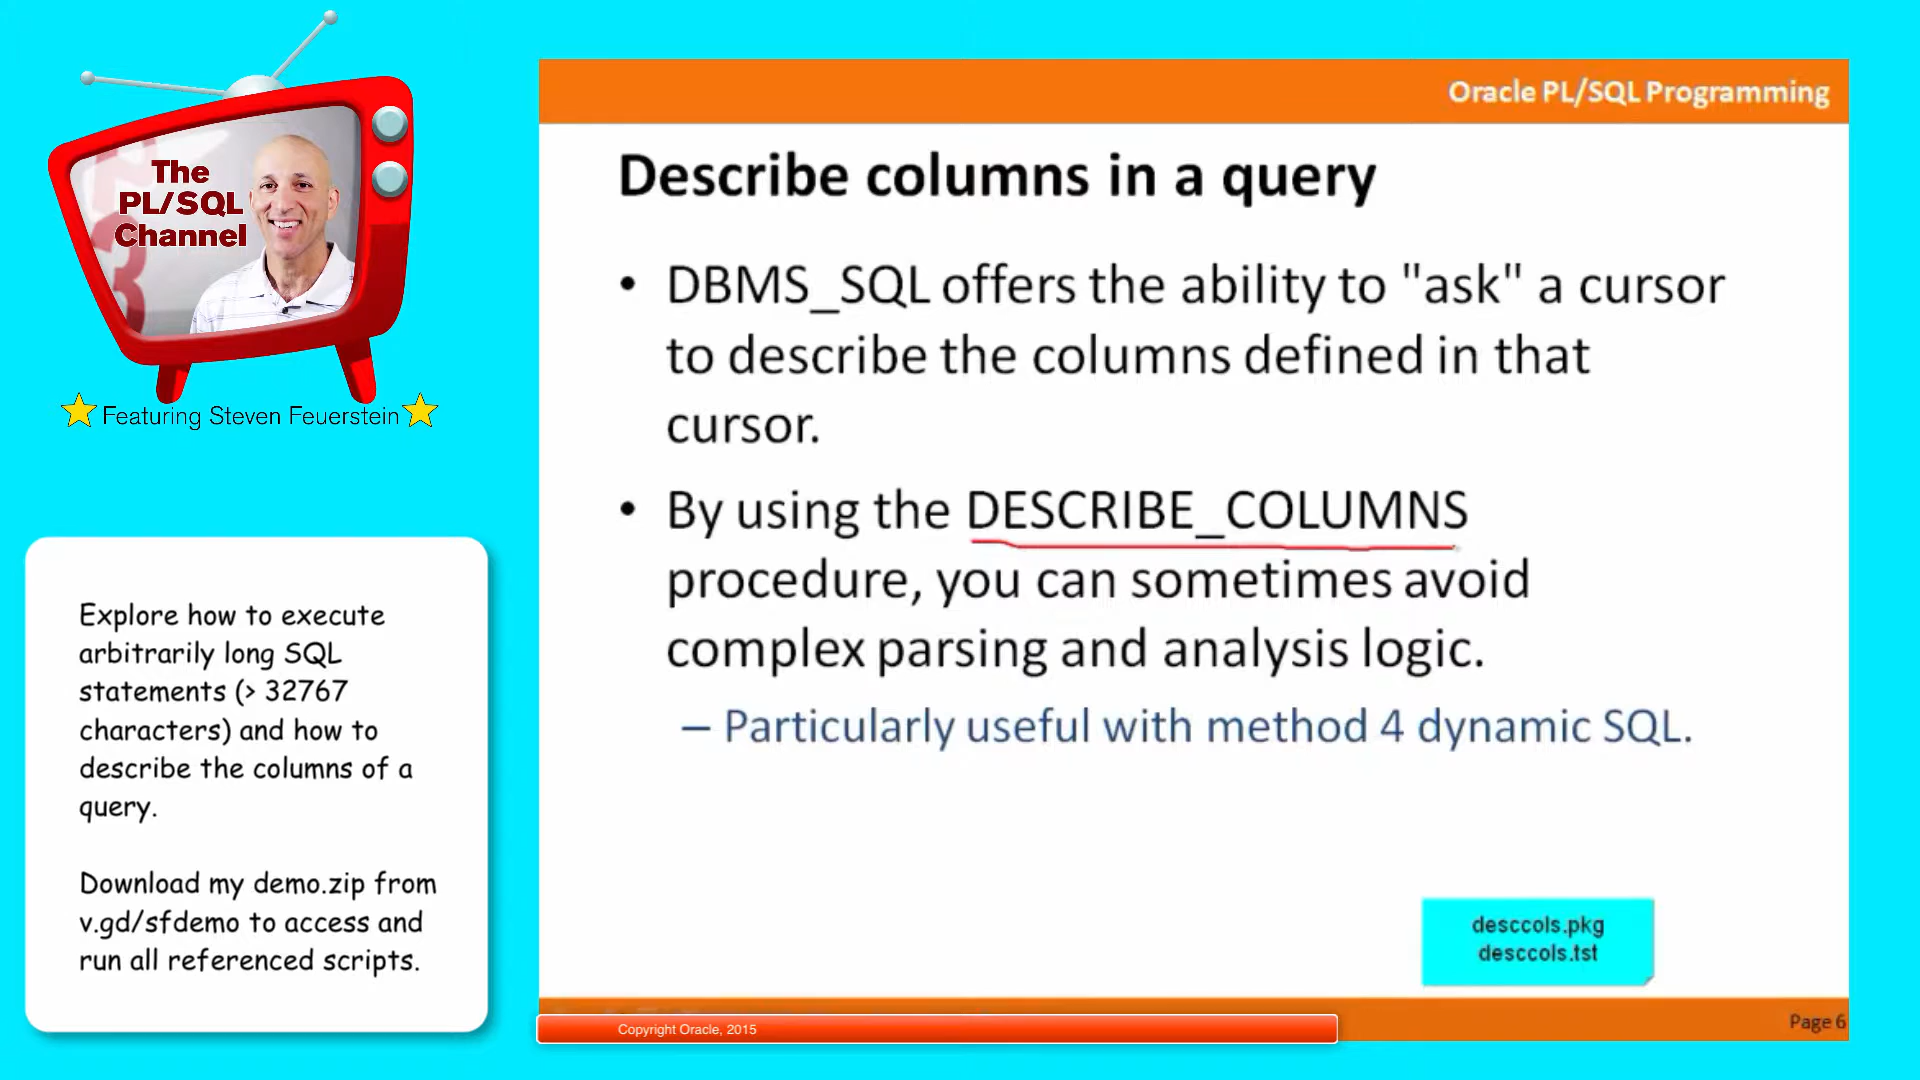 The
PL/SQL
Channel
Featuring Steven Feuerstein
Explore how to execute
arbitrarily long SQL
statements (> 32767
characters) and how to
describe the columns of a
query.
Download my demo.zip from
v.gd/sfdemo to access and
run all referenced scripts.
Oracle PL/SQL Programming
Describe columns in a query
• DBMS_SQL offers the ability to "ask" a cursor
to describe the columns defined in that
cursor.
• By using the DESCRIBE_COLUMNS
procedure, you can sometimes avoid
complex parsing and analysis logic.
– Particularly useful with method 4 dynamic SQL.
desccols.pkg
desccols.tst
Copyright Oracle, 2015
Page 6